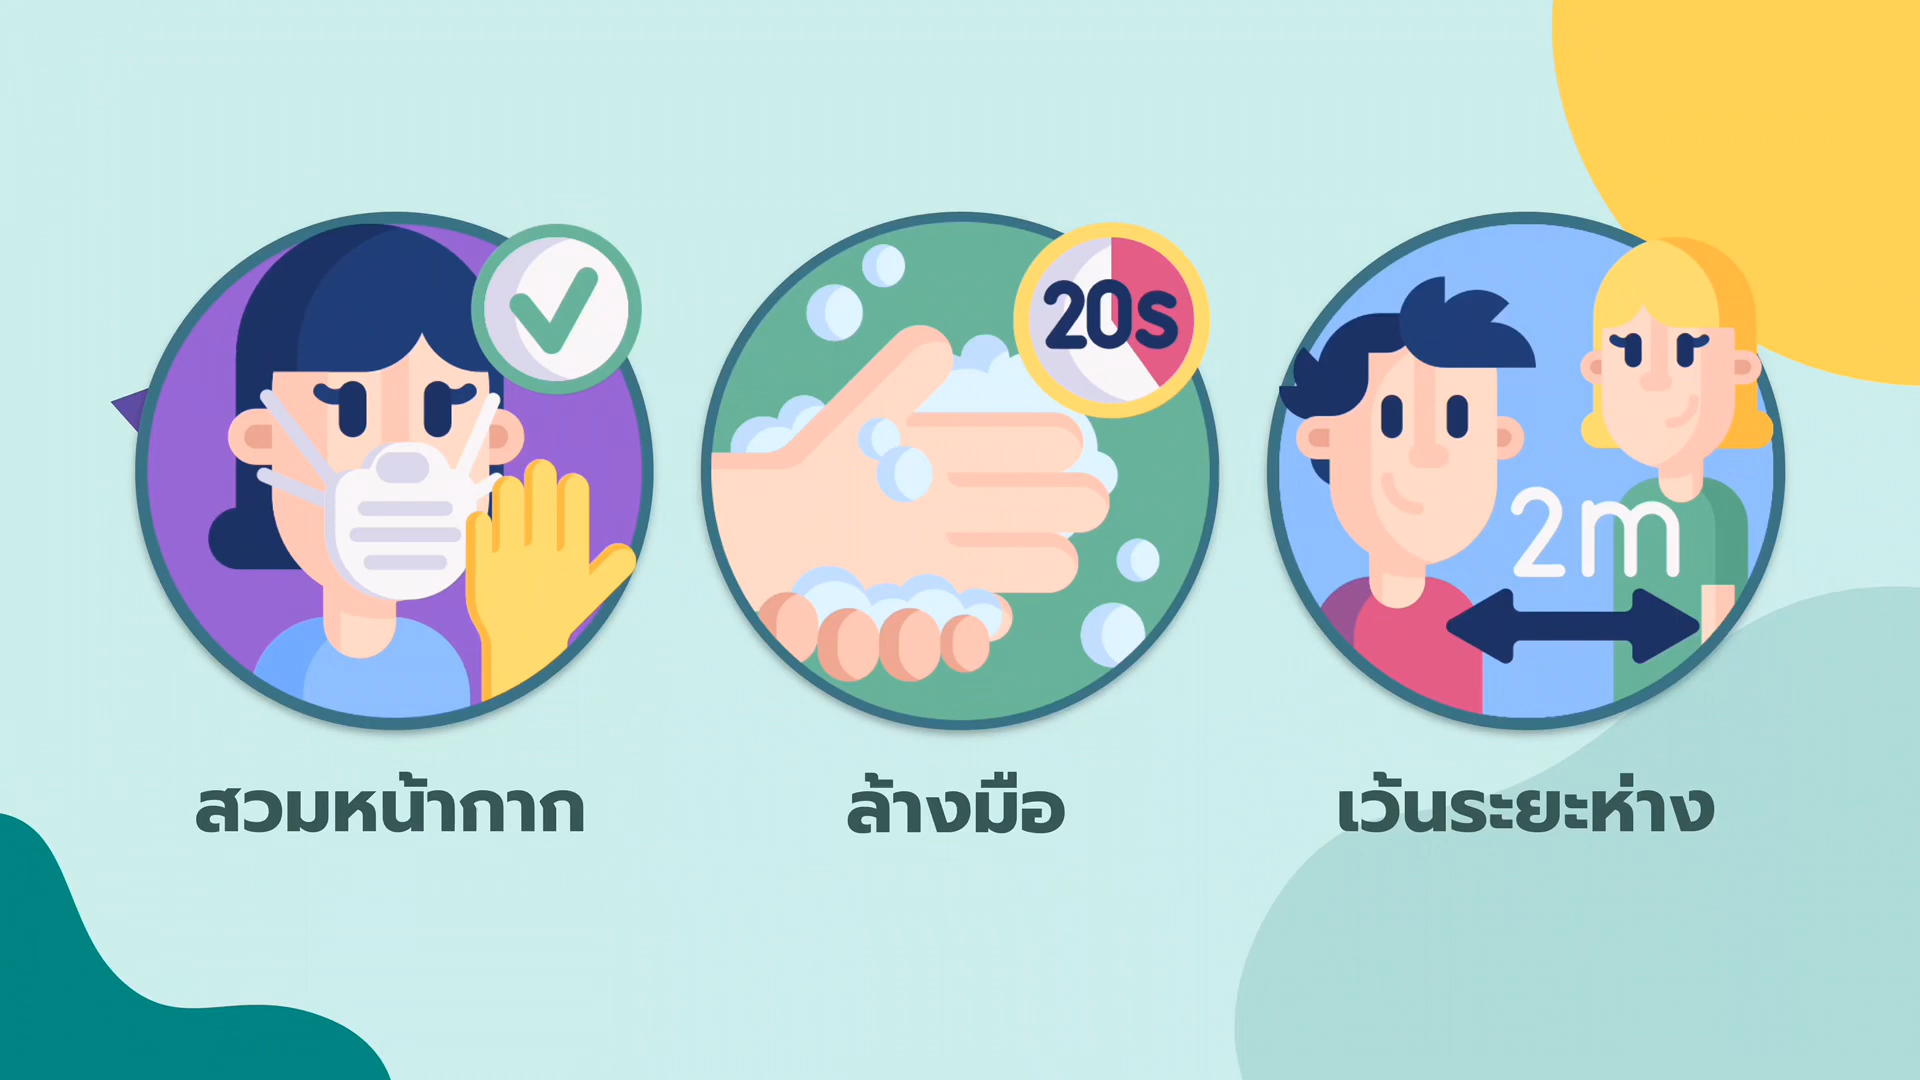 20s
2m
สวมหน้ากาก
ล้างมือ
เว้นระยะห่าง